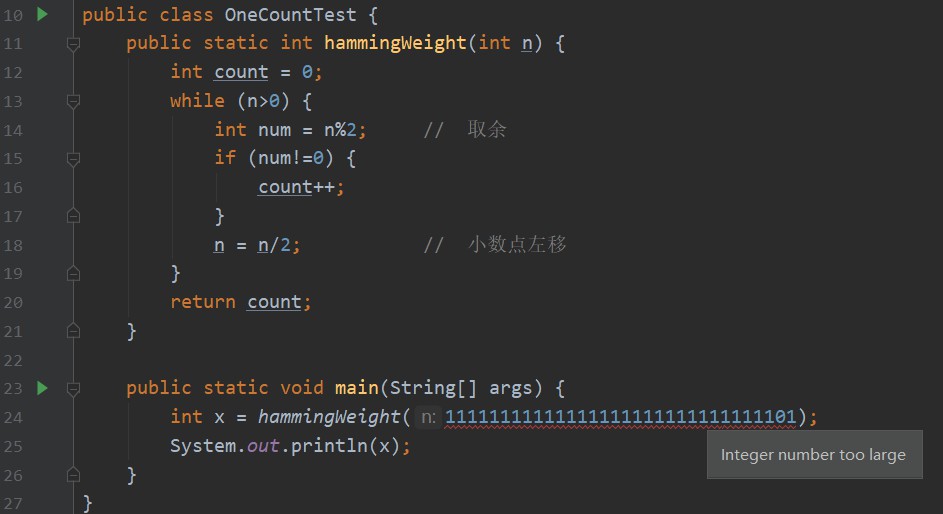 10 public class OneCountTest {
11 public static int hammingWeight(int n) {
12 int count = 0;
13 while (n>0) {
14 int num = n%2; // 取余
15 if (num!=0) {
16 count++;
17 }
18 n = n/2; // 小数点左移
19 }
20 return count;
21 }
22
23 public static void main(String[] args) {
24 int x = hammingWeight( n: 11111111111111111111111111111101);
25 System.out.println(x);
Integer number too large
26 }
27 }